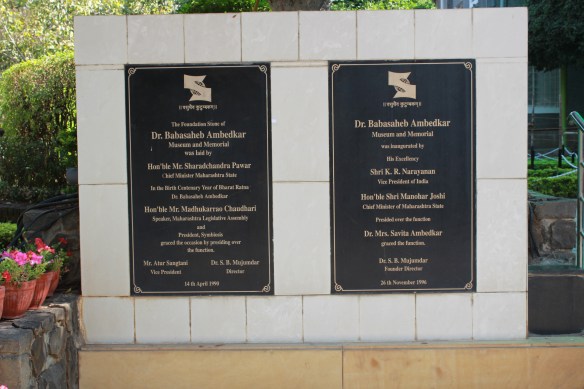 ॥ वसुधैव कुटुम्बकम् ॥
The Foundation Stone of
Dr. Babasaheb Ambedkar
Museum and Memorial
was laid by
Hon'ble Mr. Sharadchandra Pawar
Chief Minister Maharashtra State
In the Birth Centenary Year of Bharat Ratna
Dr. Babasaheb Ambedkar
Hon'ble Mr. Madhukarrao Chaudhari
Speaker, Maharashtra Legislative Assembly
and
President, Symbiosis
graced the occasion by presiding over
the function.
Mr. Atur Sangtani Dr. S. B. Mujumdar
Vice President Director
14 th April 1990
॥ वसुधैव कुटुम्बकम् ॥
Dr. Babasaheb Ambedkar
Museum and Memorial
was inaugurated by
His Excellency
Shri K. R. Narayanan
Vice President of India
Hon'ble Shri Manohar Joshi
Chief Minister of Maharashtra State
Presided over the function
Dr. Mrs. Savita Ambedkar
graced the function.
Dr. S. B. Mujumdar
Founder Director
26 th November 1996